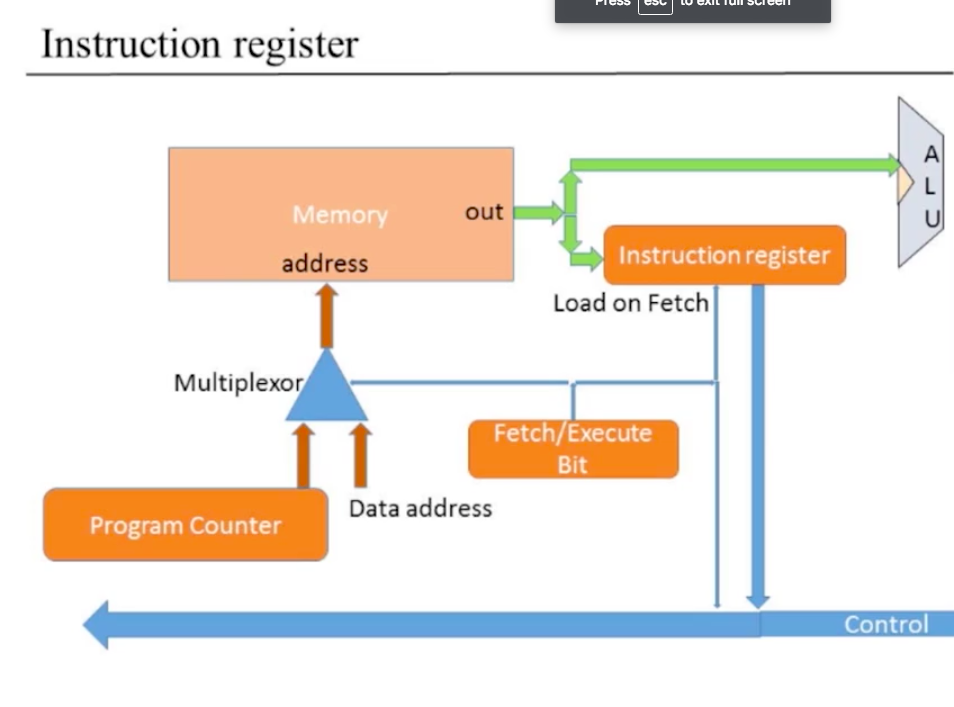 Press esc to exit full screen
Instruction register
Memory
out
address
A
L
U
Instruction register
Load on Fetch
Multiplexor
Fetch/Execute
Bit
Data address
Program Counter
Control